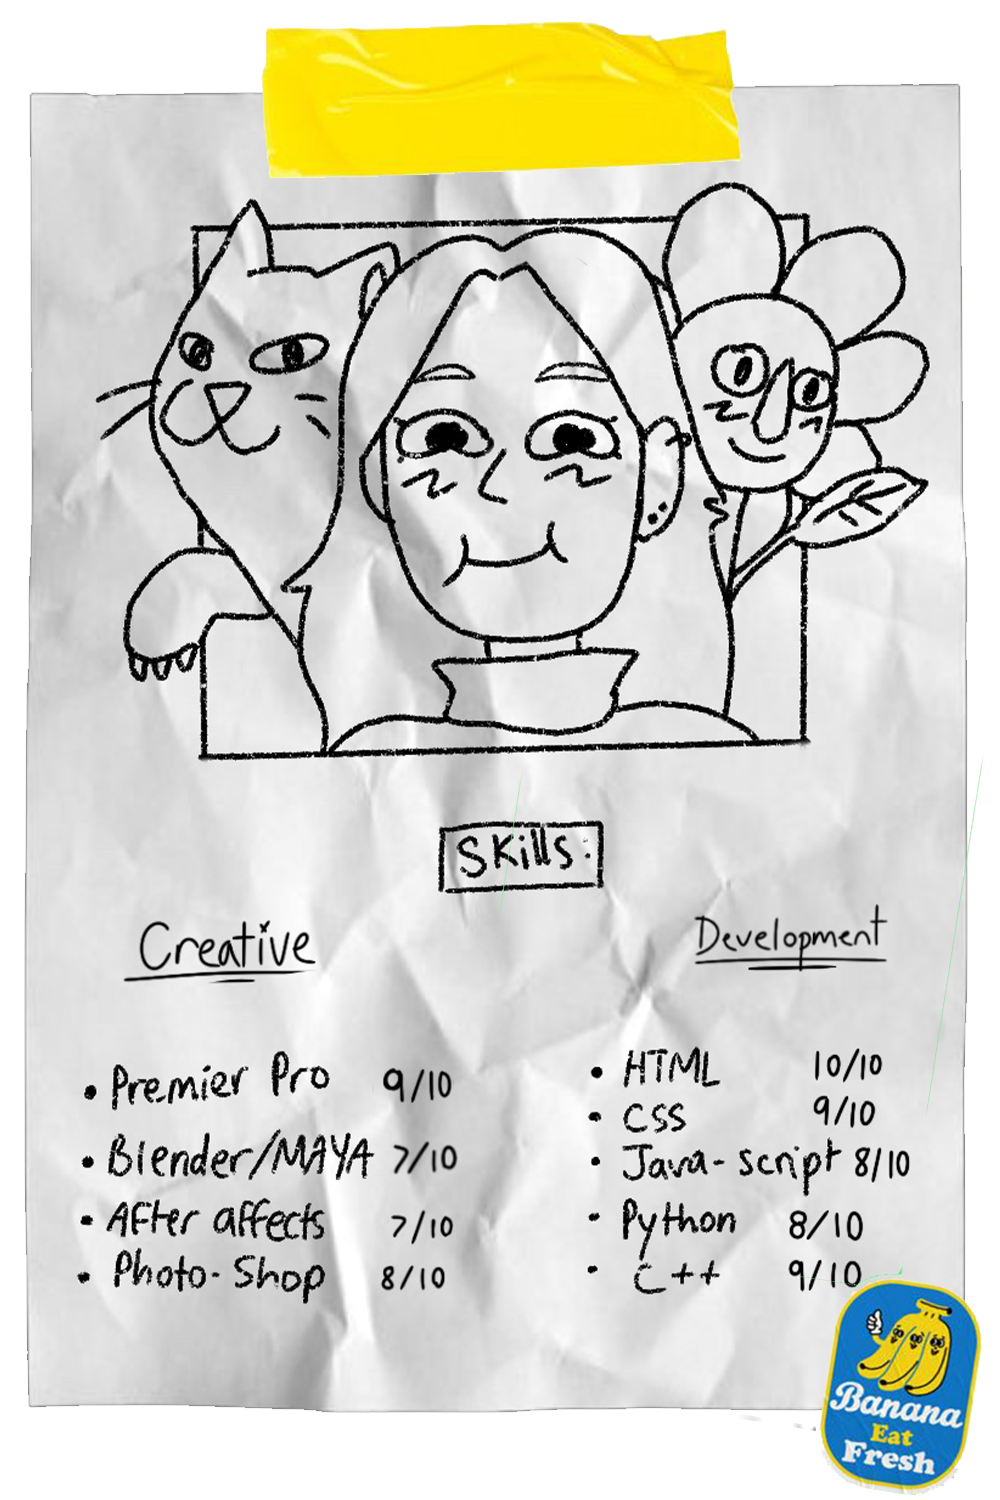 Skills:
Creative
• Premier Pro 9/10
• Blender/MAYA 7/10
• AFter affects 7/10
• Photo-Shop 8/10
Development
• HTML 10/10
• CSS 9/10
• Java-script 8/10
• Python 8/10
• C++ 9/10
Banana
Eat
Fresh